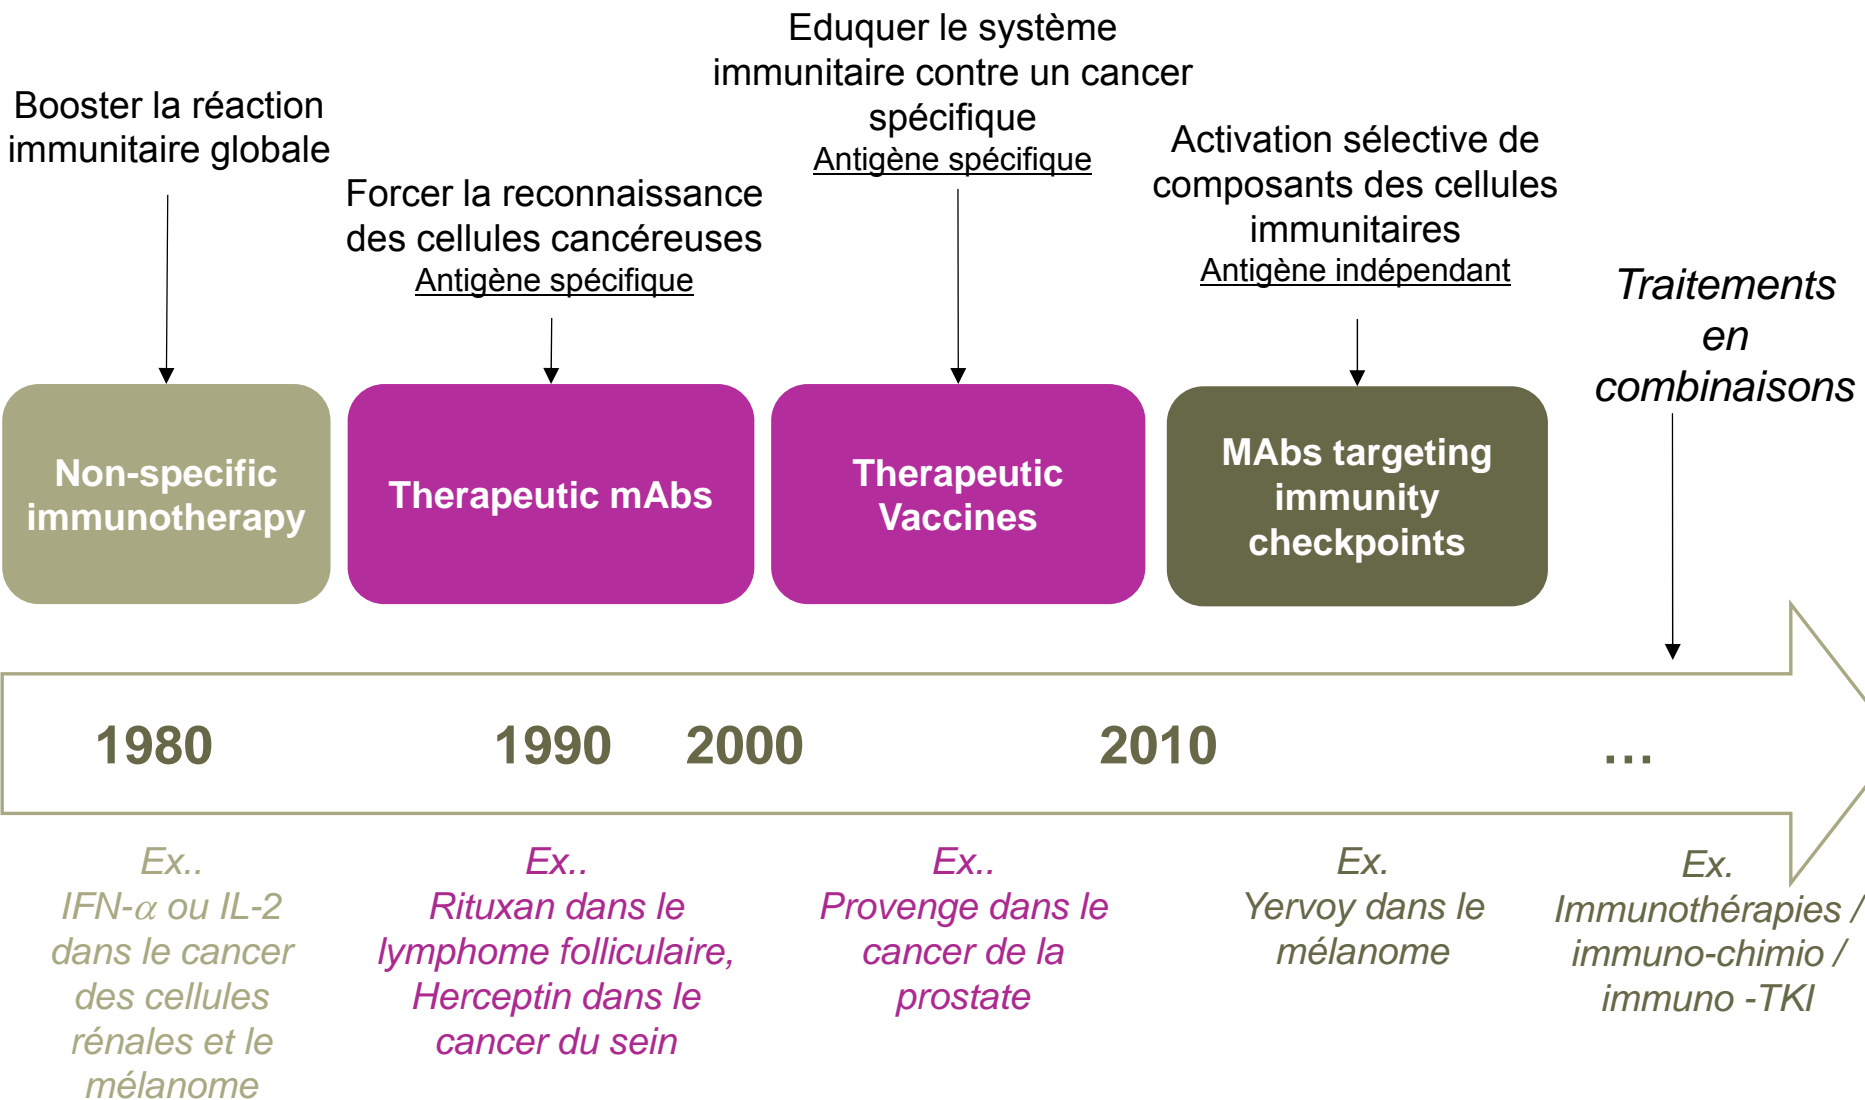 Booster la réaction
immunitaire globale
Forcer la reconnaissance
des cellules cancéreuses
Antigène spécifique
Eduquer le système
immunitaire contre un cancer
spécifique
Antigène spécifique
Activation sélective de
composants des cellules
immunitaires
Antigène indépendant
Traitements
en
combinaisons
Non-specific
immunotherapy
Therapeutic mAbs
Therapeutic
Vaccines
MAbs targeting
immunity
checkpoints
1980
1990
2000
2010
...
Ex..
IFN-α ou IL-2
dans le cancer
des cellules
rénales et le
mélanome
Ex..
Rituxan dans le
lymphome folliculaire,
Herceptin dans le
cancer du sein
Ex..
Provenge dans le
cancer de la
prostate
Ex.
Yervoy dans le
mélanome
Ex.
Immunothérapies /
immuno-chimio /
immuno -TKI